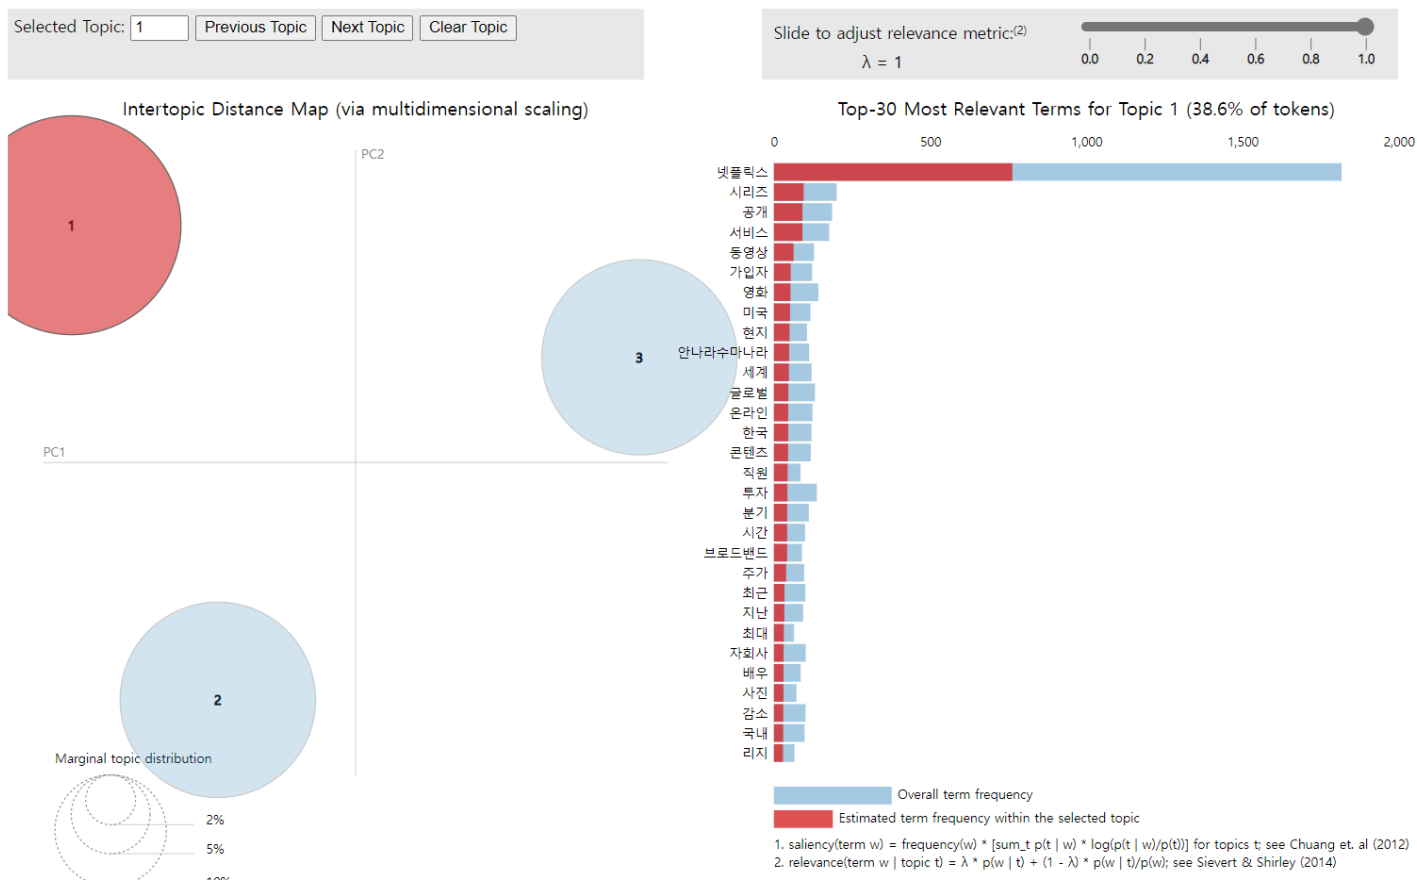 Selected Topic: 1 Previous Topic Next Topic Clear Topic
Slide to adjust relevance metric:(2)
λ = 1
0.0 0.2 0.4 0.6 0.8 1.0
Intertopic Distance Map (via multidimensional scaling)
PC2
PC1
1
3
2
Marginal topic distribution
2%
5%
10%
Top-30 Most Relevant Terms for Topic 1 (38.6% of tokens)
0 500 1,000 1,500 2,000
넷플릭스
시리즈
공개
서비스
동영상
가입자
영화
미국
현지
안나라수마나라
세계
글로벌
온라인
한국
콘텐츠
직원
투자
분기
시간
브로드밴드
주가
최근
지난
최대
자회사
배우
사진
감소
국내
리지
Overall term frequency
Estimated term frequency within the selected topic
1. saliency(term w) = frequency(w) * [sum_t p(t | w) * log(p(t | w)/p(t))] for topics t; see Chuang et. al (2012)
2. relevance(term w | topic t) = λ * p(w | t) + (1 - λ) * p(w | t)/p(w); see Sievert & Shirley (2014)